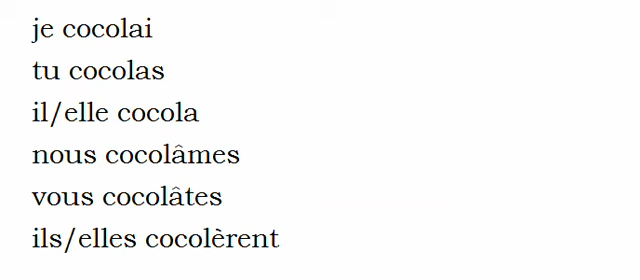 je cocolai
tu cocolas
il/elle cocola
nous cocolâmes
vous cocolâtes
ils/elles cocolèrent